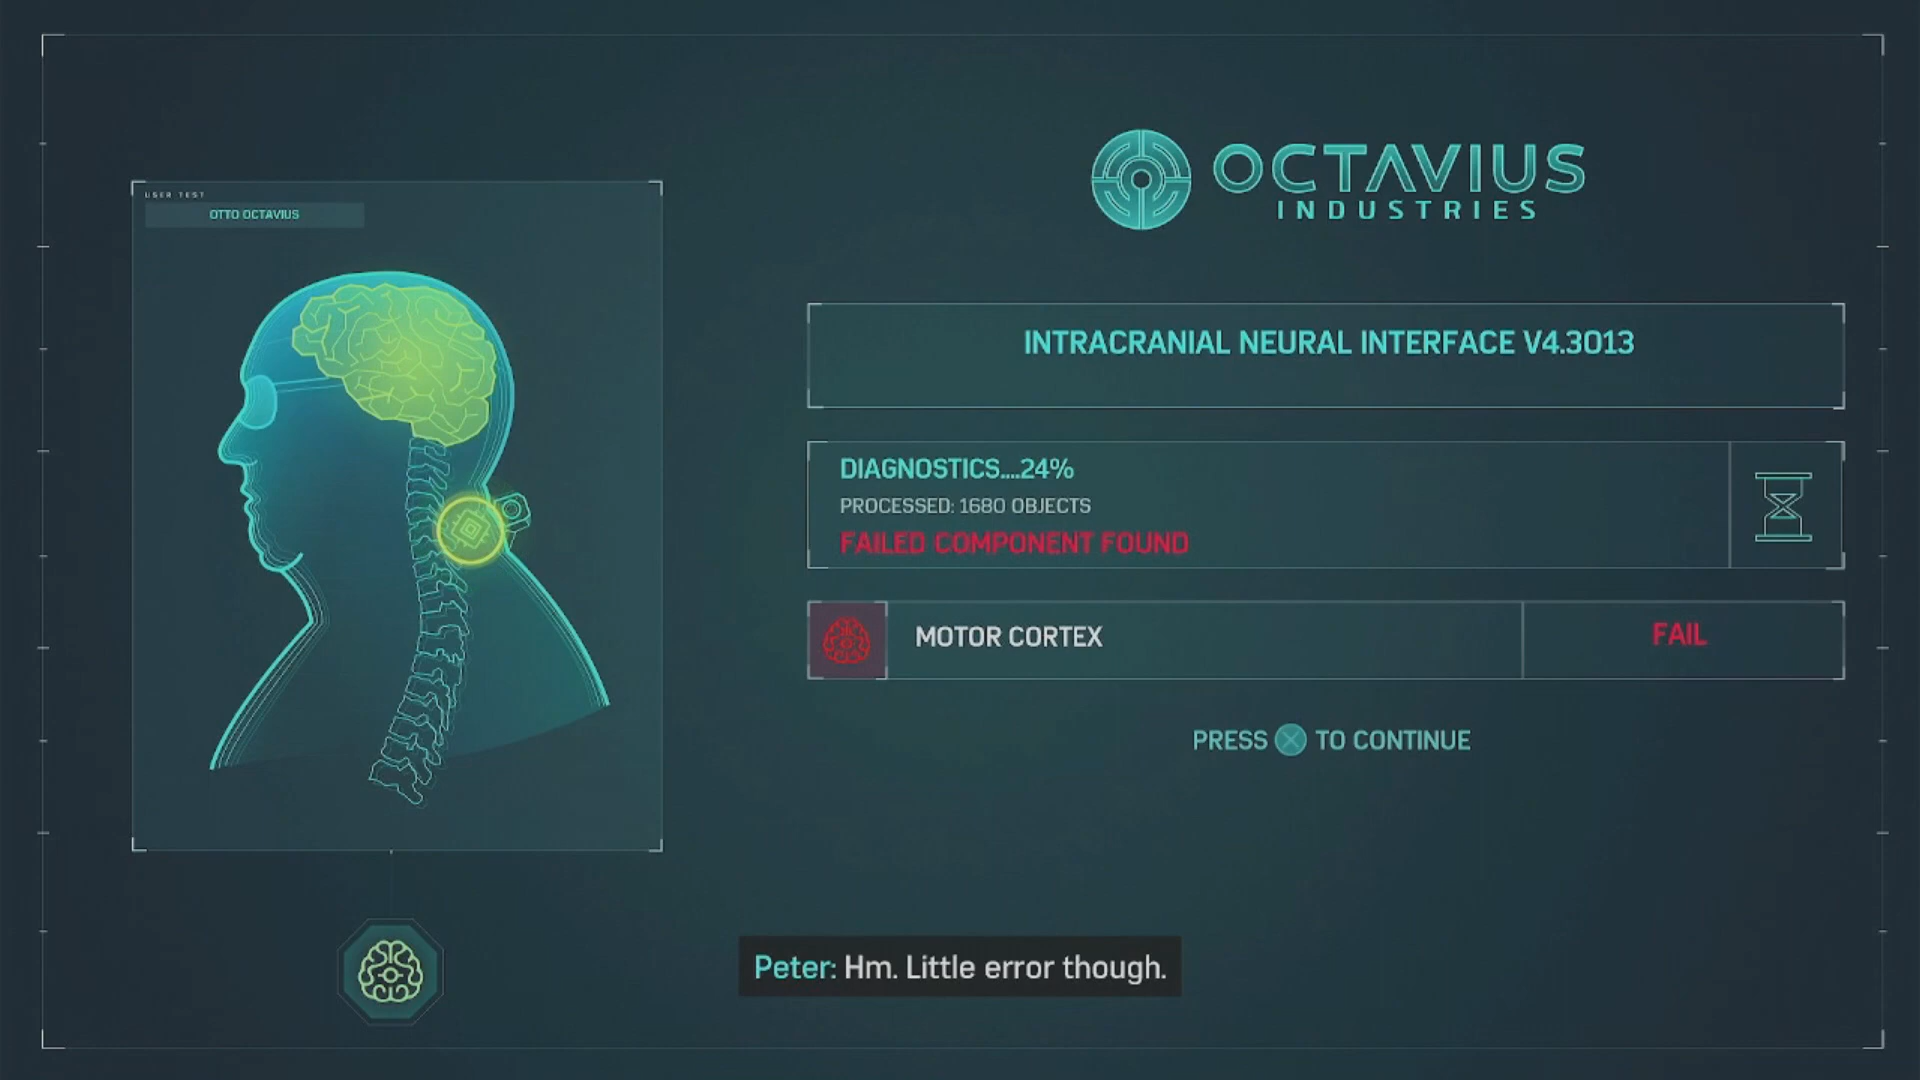 USER TEST
OTTO OCTAVIUS
OCTAVIUS
INDUSTRIES
INTRACRANIAL NEURAL INTERFACE V4.3013
DIAGNOSTICS....24%
PROCESSED: 1680 OBJECTS
FAILED COMPONENT FOUND
MOTOR CORTEX
FAIL
PRESS ⓧ TO CONTINUE
Peter: Hm. Little error though.